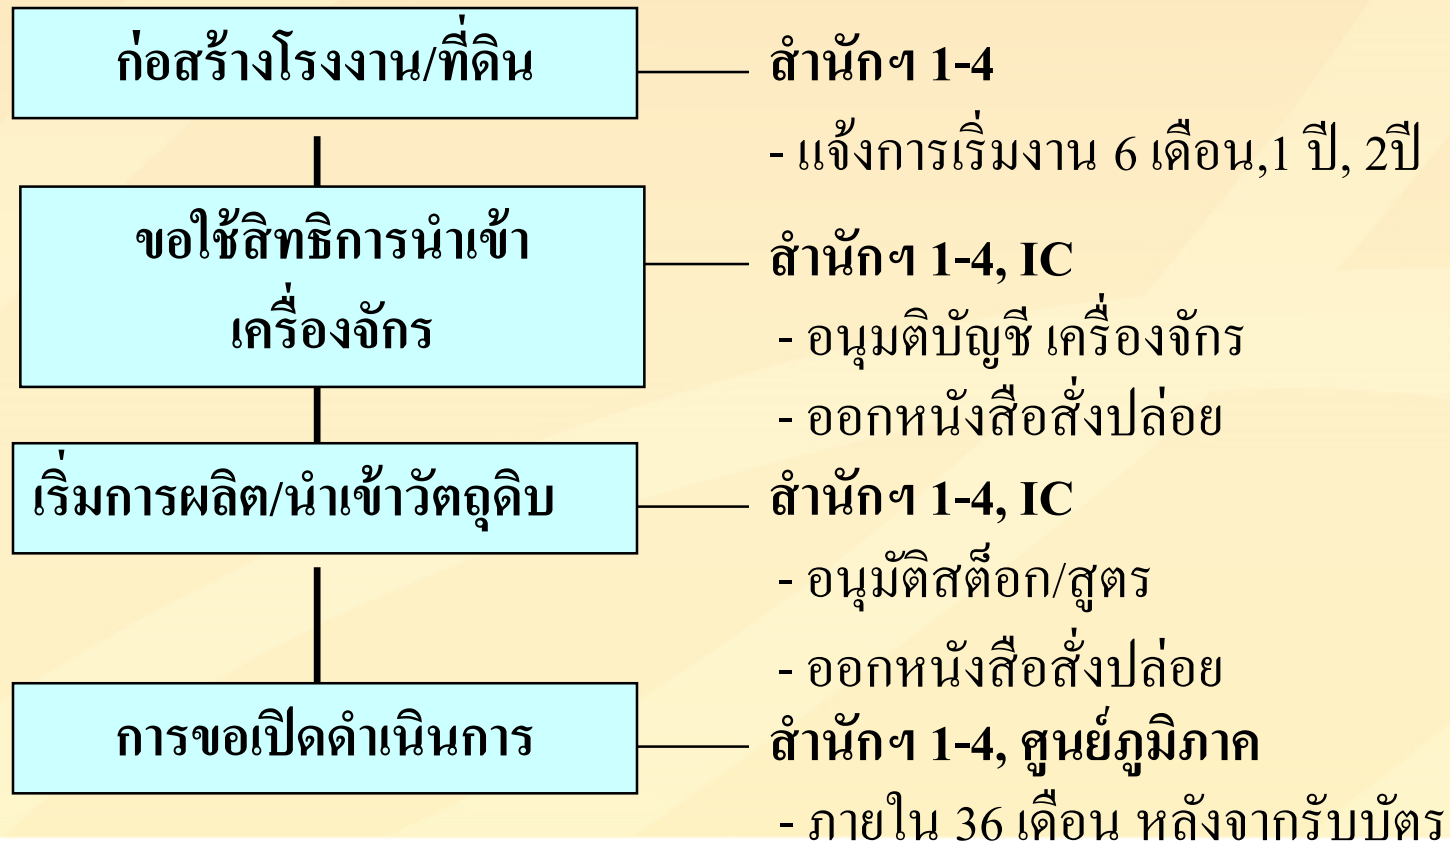 ก่อสร้างโรงงาน/ที่ดิน
สำนักฯ 1-4
- แจ้งการเริ่มงาน 6 เดือน,1 ปี, 2ปี
ขอใช้สิทธิการนำเข้า
เครื่องจักร
สำนักฯ 1-4, IC
- อนุมติบัญชี เครื่องจักร
- ออกหนังสือสั่งปล่อย
เริ่มการผลิต/นำเข้าวัตถุดิบ
สำนักฯ 1-4, IC
- อนุมัติสต็อก/สูตร
- ออกหนังสือสั่งปล่อย
การขอเปิดดำเนินการ
สำนักฯ 1-4, ศูนย์ภูมิภาค
- ภายใน 36 เดือน หลังจากรับบัตร